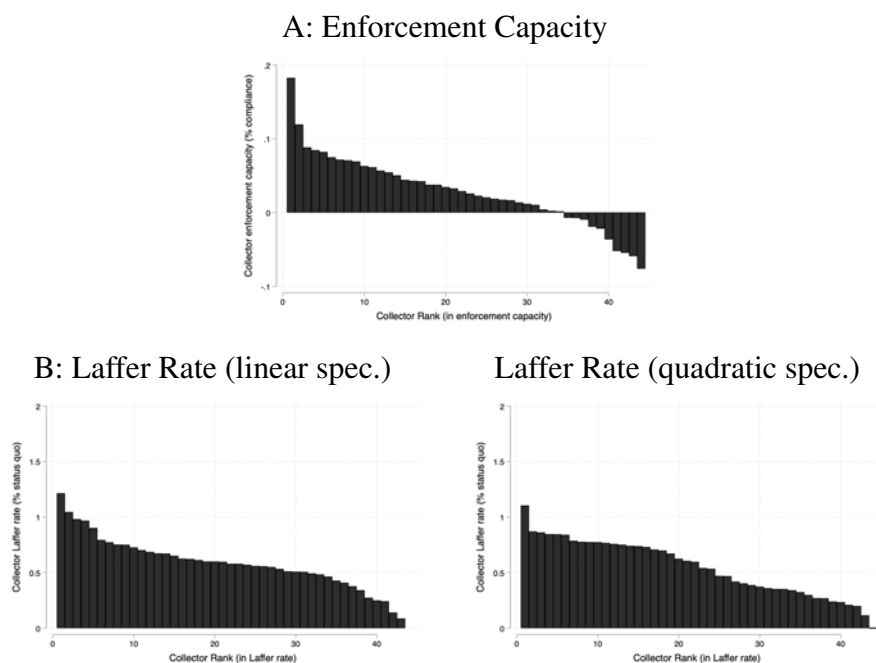 A: Enforcement Capacity
Collector enforcement capacity (% compliance)
.2
.1
0
-.1
0 10 20 30 40
Collector Rank (in enforcement capacity)
B: Laffer Rate (linear spec.)
Collector Laffer rate (% status quo)
2
1.5
1
0.5
0
0 10 20 30 40
Collector Rank (in Laffer rate)
Laffer Rate (quadratic spec.)
Collector Laffer rate (% status quo)
2
1.5
1
0.5
0
0 10 20 30 40
Collector Rank (in Laffer rate)